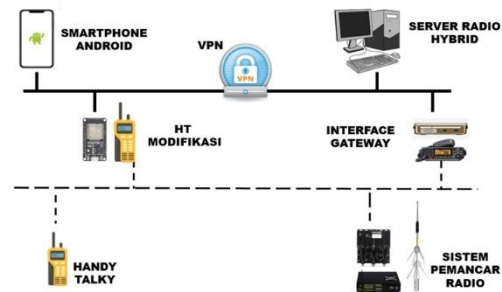 SMARTPHONE
ANDROID
VPN
VPN
SERVER RADIO
HYBRID
HT
MODIFIKASI
INTERFACE
GATEWAY
HANDY
TALKY
SISTEM
PEMANCAR
RADIO